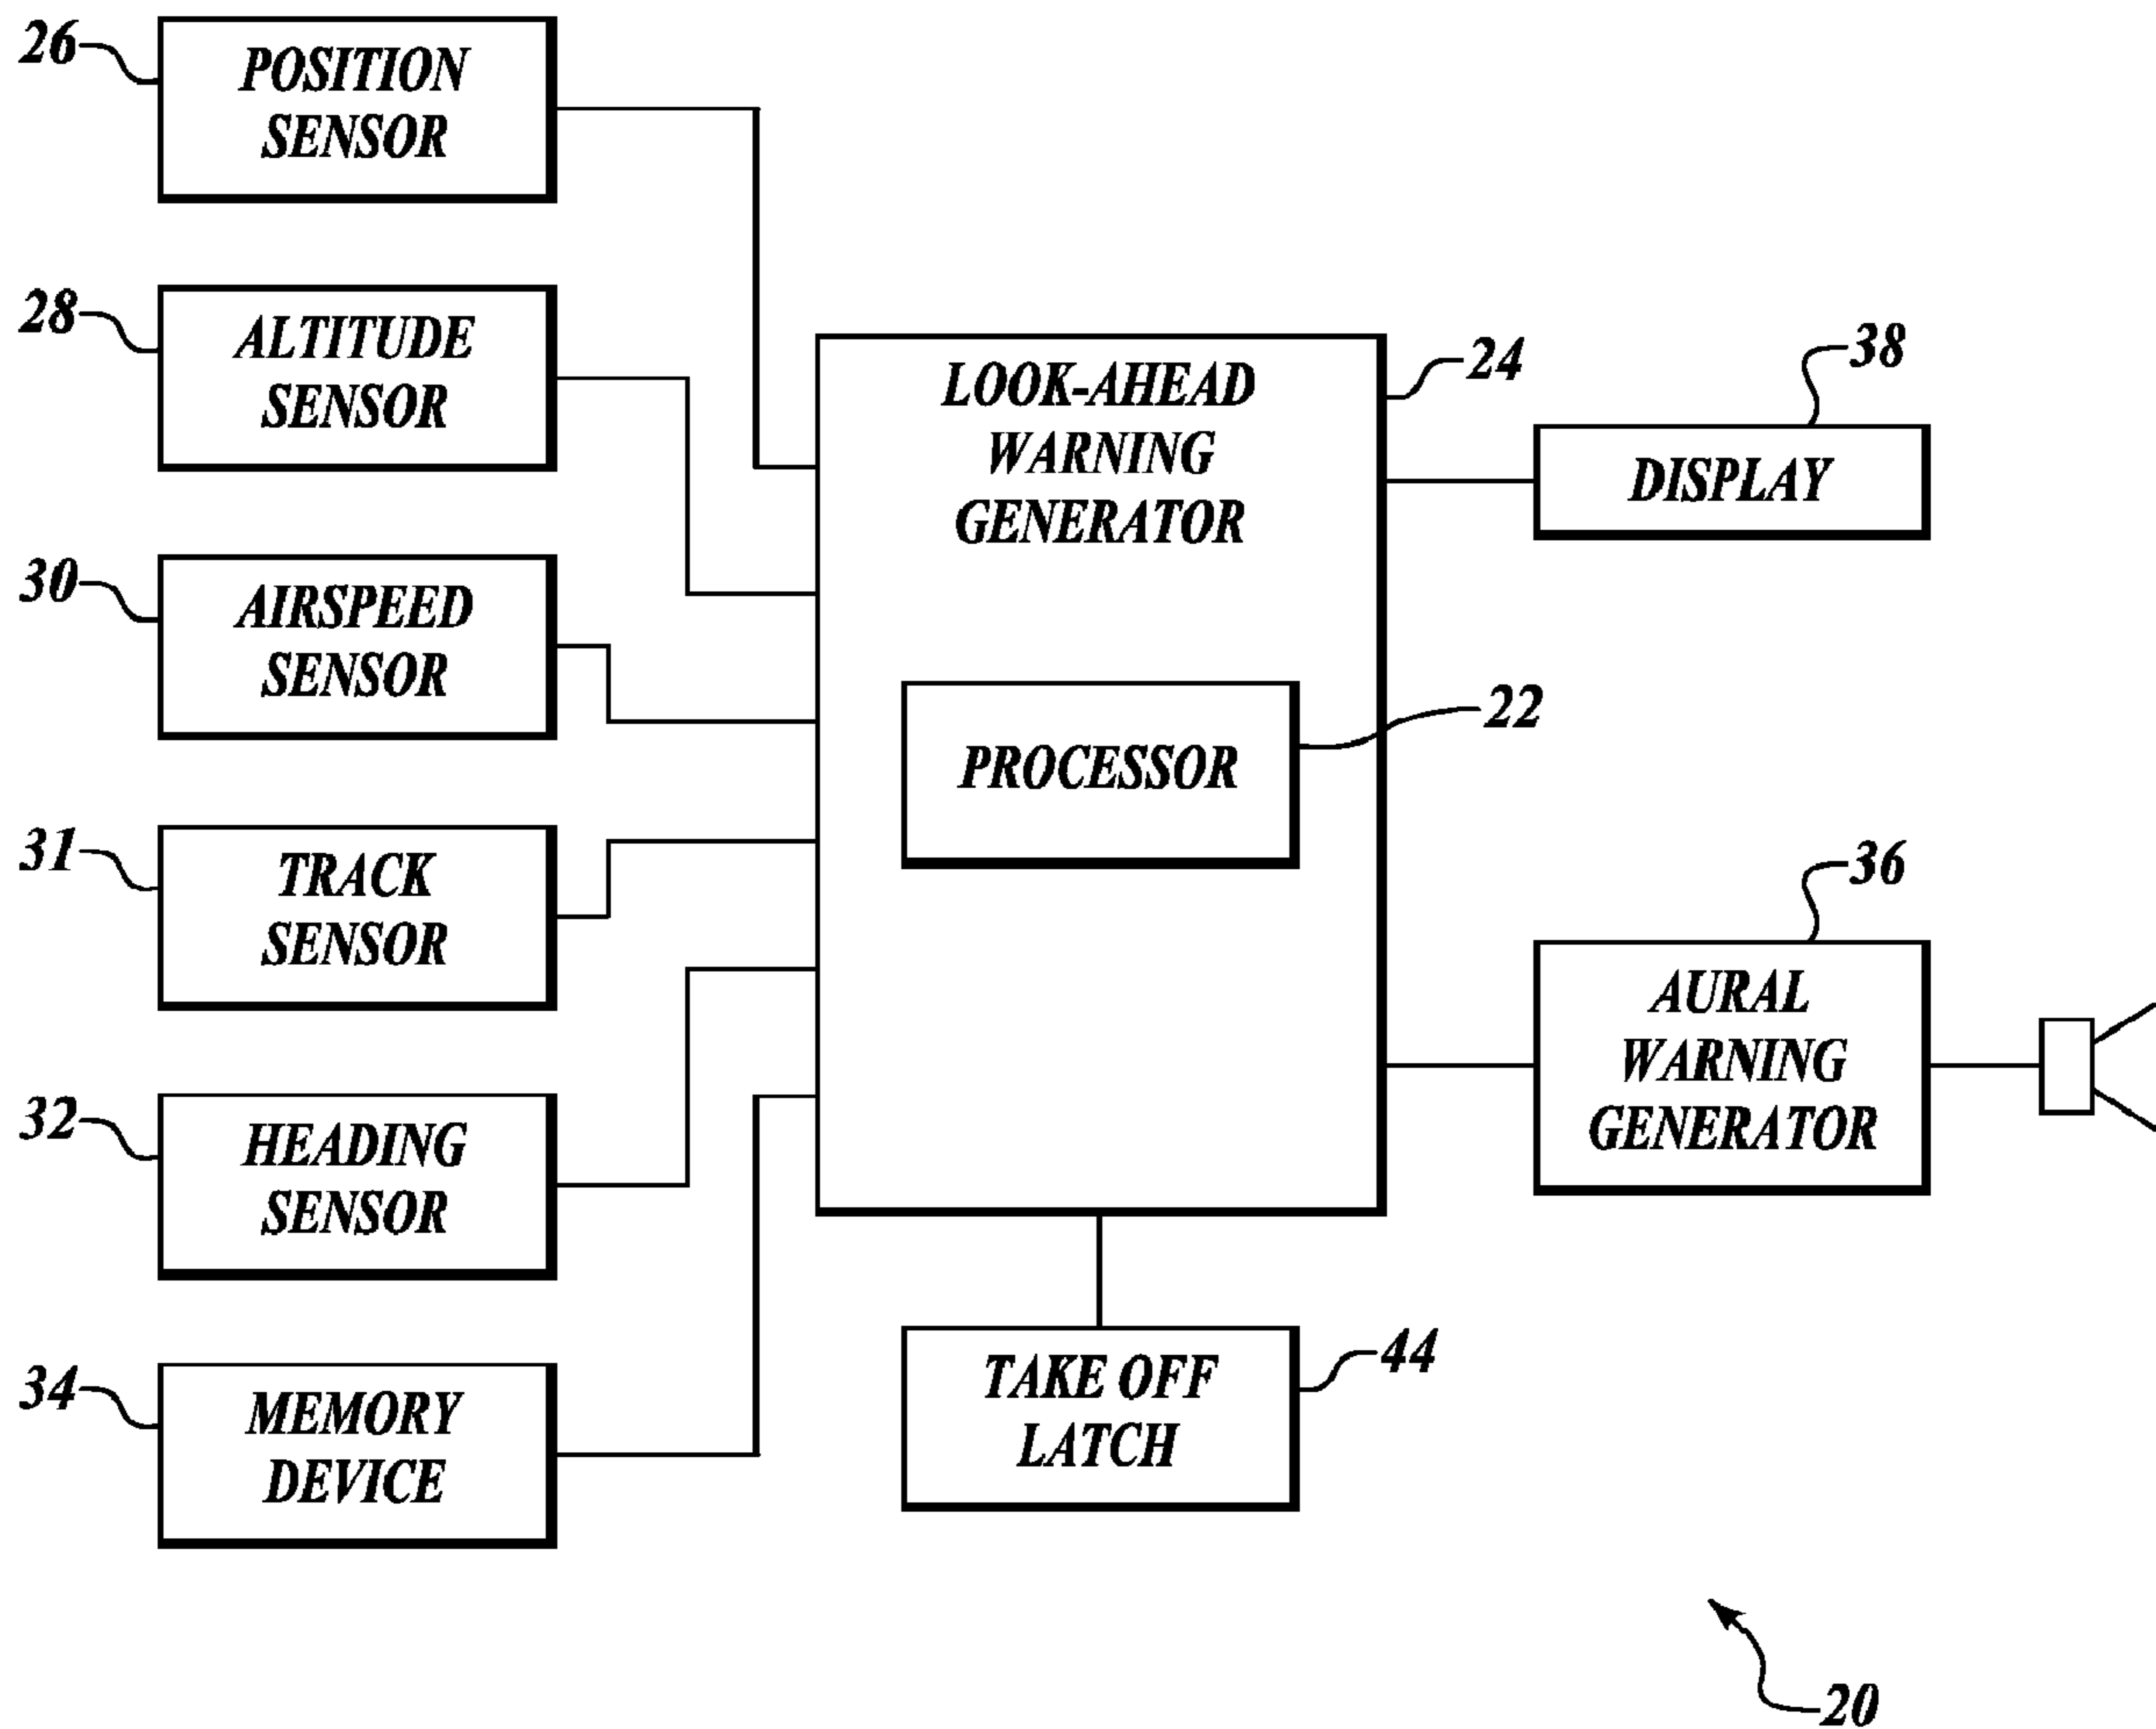 26
POSITION
SENSOR
28
ALTITUDE
SENSOR
30
AIRSPEED
SENSOR
31
TRACK
SENSOR
32
HEADING
SENSOR
34
MEMORY
DEVICE
LOOK-AHEAD
WARNING
GENERATOR
24
PROCESSOR
22
TAKE OFF
LATCH
44
38
DISPLAY
36
AURAL
WARNING
GENERATOR
20